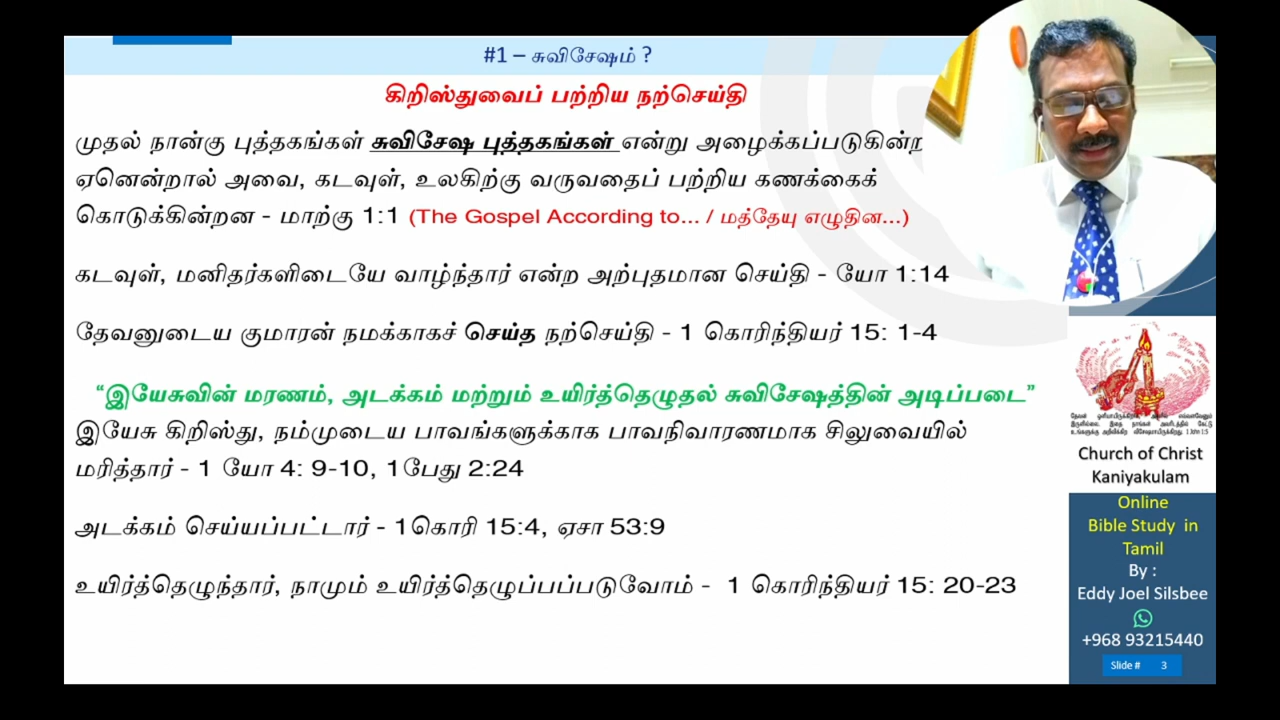 #1 – சுவிசேஷம் ?
கிறிஸ்துவைப் பற்றிய நற்செய்தி
முதல் நான்கு புத்தகங்கள் சுவிசேஷ புத்தகங்கள் என்று
ஏனென்றால் அவை, கடவுள், உலகிற்கு வருவதைப் பற்றிய கணக்கைக்
கொடுக்கின்றன - மாற்கு 1:1 (The Gospel According to... / மத்தேயு எழுதின...)
கடவுள், மனிதர்களிடையே வாழ்ந்தார் என்ற அற்புதமான செய்தி - யோ 1:14
தேவனுடைய குமாரன் நமக்காகச் செய்த நற்செய்தி - 1 கொரிந்தியர் 15: 1-4
“இயேசுவின் மரணம், அடக்கம் மற்றும் உயிர்த்தெழுதல் சுவிசேஷத்தின் அடிப்படை”
இயேசு கிறிஸ்து, நம்முடைய பாவங்களுக்காக பாவநிவாரணமாக சிலுவையில்
மரித்தார் - 1 யோ 4: 9-10, 1பேது 2:24
அடக்கம் செய்யப்பட்டார் - 1கொரி 15:4, ஏசா 53:9
உயிர்த்தெழுந்தார், நாமும் உயிர்த்தெழுப்பப்படுவோம் - 1 கொரிந்தியர் 15: 20-23
Church of Christ
Kaniyakulam
Online
Bible Study in
Tamil
By :
Eddy Joel Silsbee
+968 93215440
Slide # 3